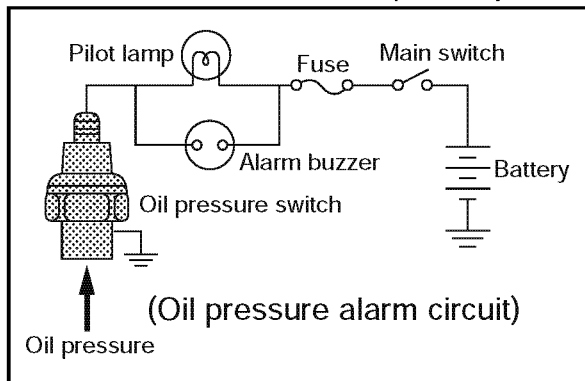 Pilot lamp
Fuse
Main switch
Alarm buzzer
Battery
Oil pressure switch
(Oil pressure alarm circuit)
Oil pressure